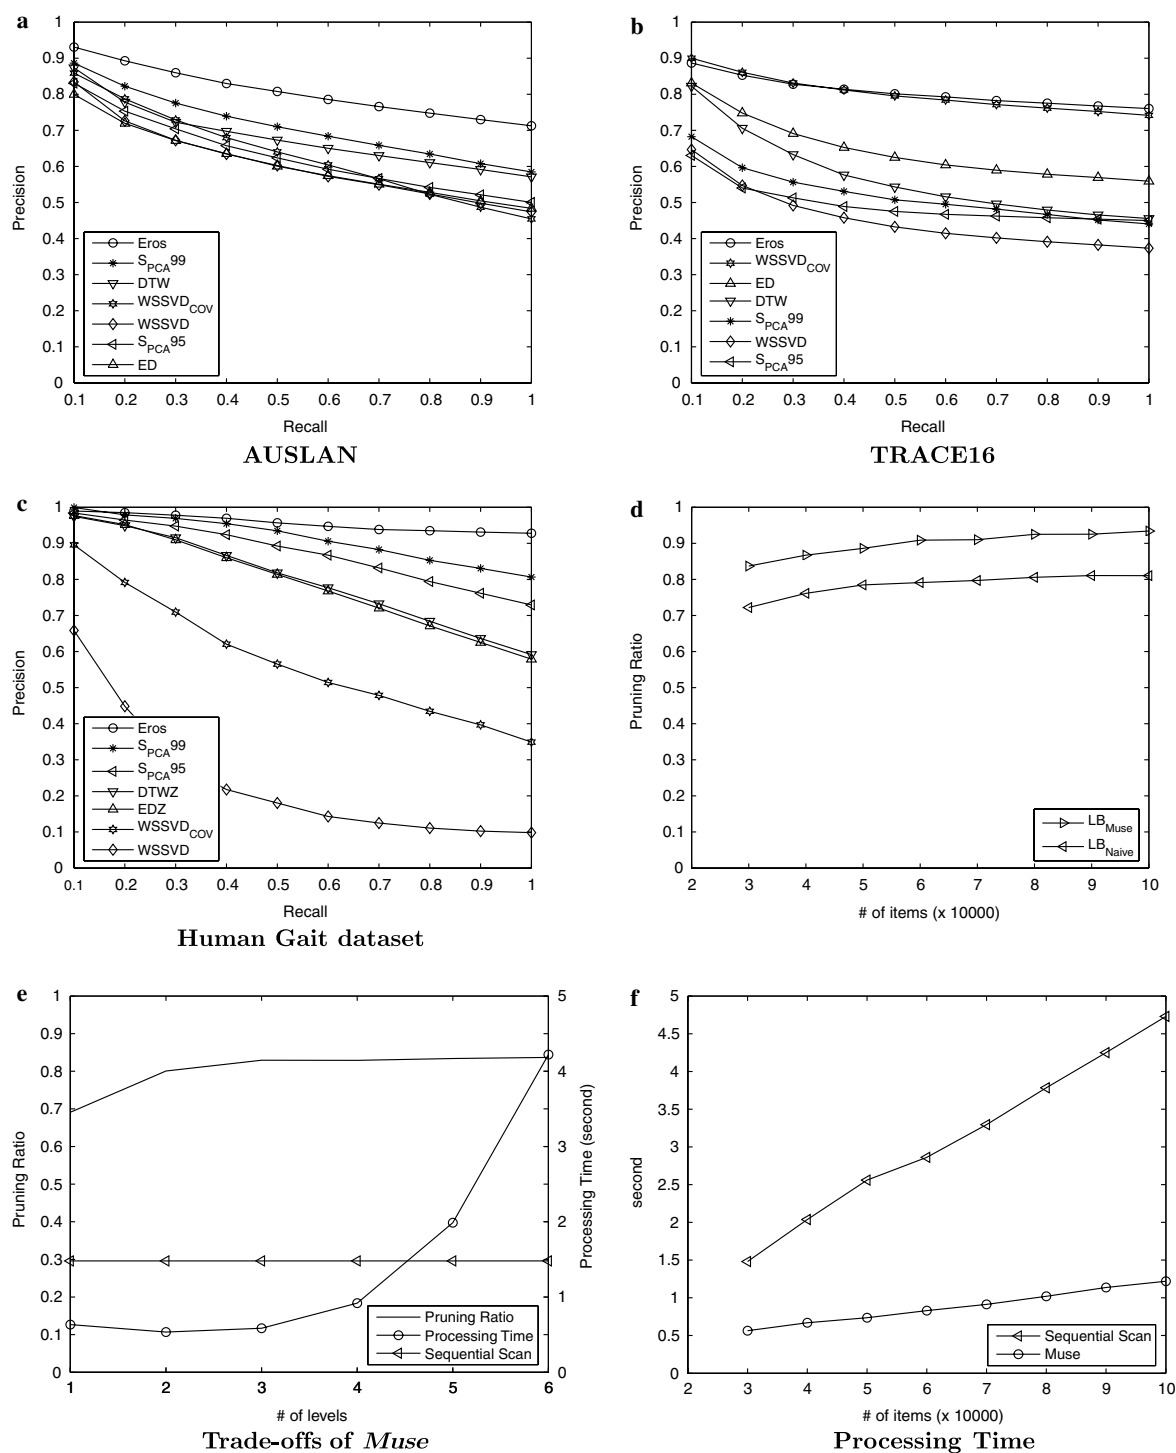 a
1
0.9
0.8
0.7
0.6
0.5
0.4
0.3
0.2
0.1
0
Precision
Eros
S_PCA99
DTW
WSSVD_COV
WSSVD
S_PCA95
ED
0.1 0.2 0.3 0.4 0.5 0.6 0.7 0.8 0.9 1
Recall
AUSLAN
b
1
0.9
0.8
0.7
0.6
0.5
0.4
0.3
0.2
0.1
0
Precision
Eros
WSSVD_COV
ED
DTW
S_PCA99
WSSVD
S_PCA95
0.1 0.2 0.3 0.4 0.5 0.6 0.7 0.8 0.9 1
Recall
TRACE16
c
1
0.9
0.8
0.7
0.6
0.5
0.4
0.3
0.2
0.1
0
Precision
Eros
S_PCA99
S_PCA95
DTWZ
EDZ
WSSVD_COV
WSSVD
0.1 0.2 0.3 0.4 0.5 0.6 0.7 0.8 0.9 1
Recall
Human Gait dataset
d
1
0.9
0.8
0.7
0.6
0.5
0.4
0.3
0.2
0.1
0
Pruning Ratio
LB_Muse
LB_Naive
2 3 4 5 6 7 8 9 10
# of items (x 10000)
e
1
0.9
0.8
0.7
0.6
0.5
0.4
0.3
0.2
0.1
0
Pruning Ratio
5
4
3
2
1
0
Processing Time (second)
Pruning Ratio
Processing Time
Sequential Scan
1 2 3 4 5 6
# of levels
Trade-offs of Muse
f
5
4.5
4
3.5
3
2.5
2
1.5
1
0.5
0
second
Sequential Scan
Muse
2 3 4 5 6 7 8 9 10
# of items (x 10000)
Processing Time